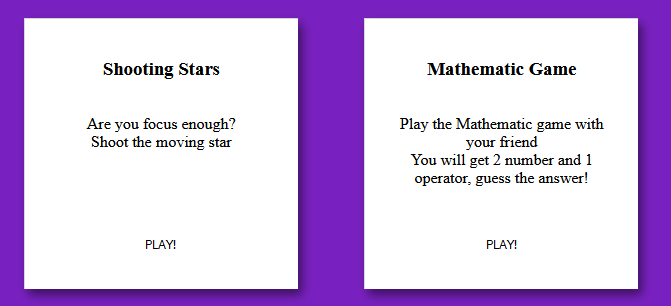 Shooting Stars
Are you focus enough?
Shoot the moving star
PLAY!
Mathematic Game
Play the Mathematic game with
your friend
You will get 2 number and 1
operator, guess the answer!
PLAY!